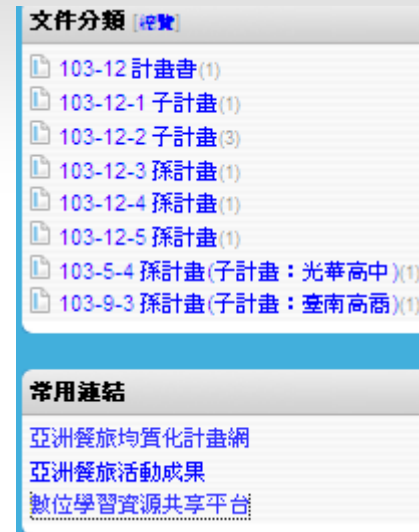 文件分類 [總覽]
103-12 計畫書(1)
103-12-1 子計畫(1)
103-12-2 子計畫(3)
103-12-3 孫計畫(1)
103-12-4 孫計畫(1)
103-12-5 孫計畫(1)
103-5-4 孫計畫(子計畫：光華高中)(1)
103-9-3 孫計畫(子計畫：臺南高商)(1)
常用連結
亞洲餐旅均質化計畫網
亞洲餐旅活動成果
數位學習資源共享平台